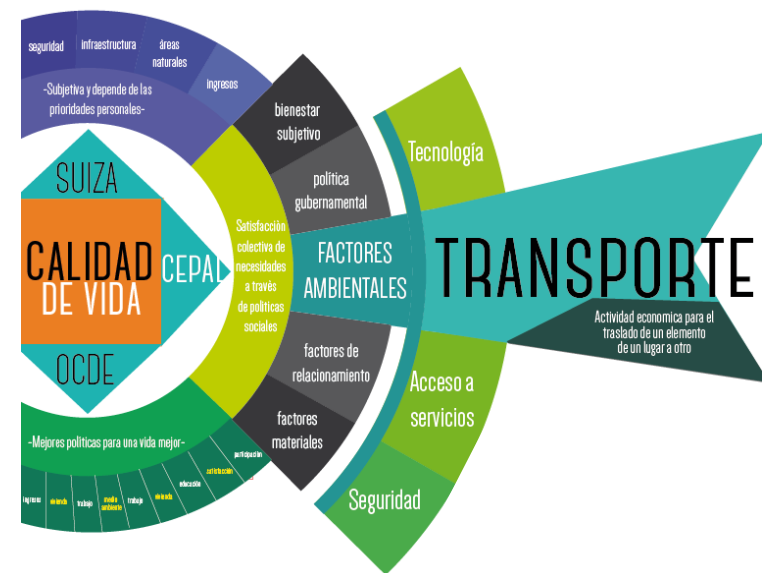 seguridad
infraestructura
áreas
naturales
ingresos
-Subjetiva y depende de las
prioridades personales-
SUIZA
CALIDAD
DE VIDA
CEPAL
OCDE
Satisfacciòn
colectiva de
necesidades
a través
de políticas
sociales
-Mejores políticas para una vida mejor-
ingresos
vivienda
trabajo
medio
ambiente
trabajo
vivienda
educación
satisfacción
participación
bienestar
subjetivo
política
gubernamental
FACTORES
AMBIENTALES
factores de
relacionamiento
factores
materiales
Tecnología
Acceso a
servicios
Seguridad
TRANSPORTE
Actividad economica para el
traslado de un elemento
de un lugar a otro